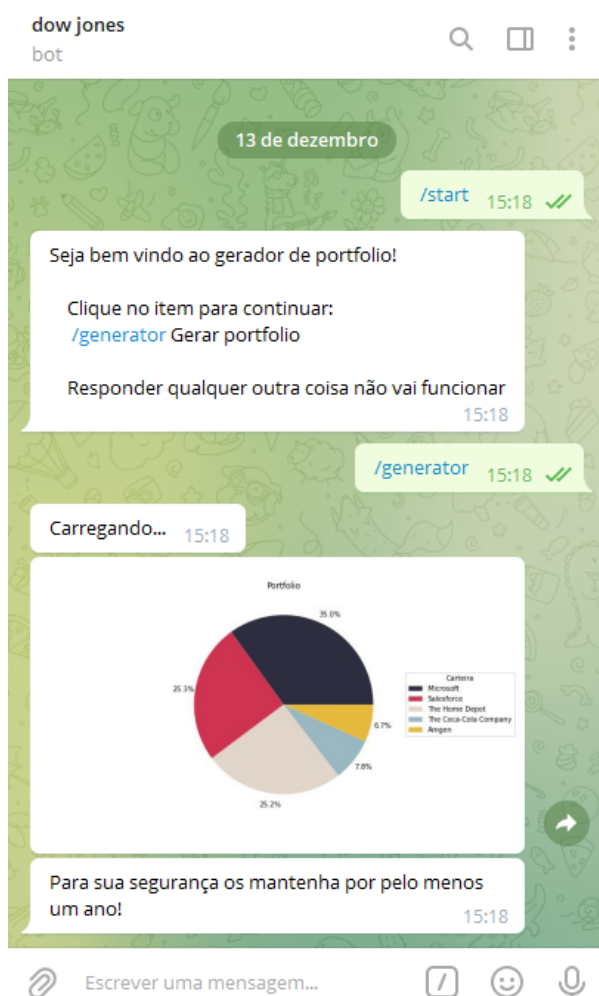 dow jones
bot
13 de dezembro
/start 15:18
Seja bem vindo ao gerador de portfolio!
Clique no item para continuar:
/generator Gerar portfolio
Responder qualquer outra coisa não vai funcionar
15:18
/generator 15:18
Carregando... 15:18
Portfolio
35.0%
25.3%
25.2%
7.8%
6.7%
Carteira
Microsoft
Salesforce
The Home Depot
The Coca-Cola Company
Amgen
Para sua segurança os mantenha por pelo menos
um ano!
15:18
Escrever uma mensagem...